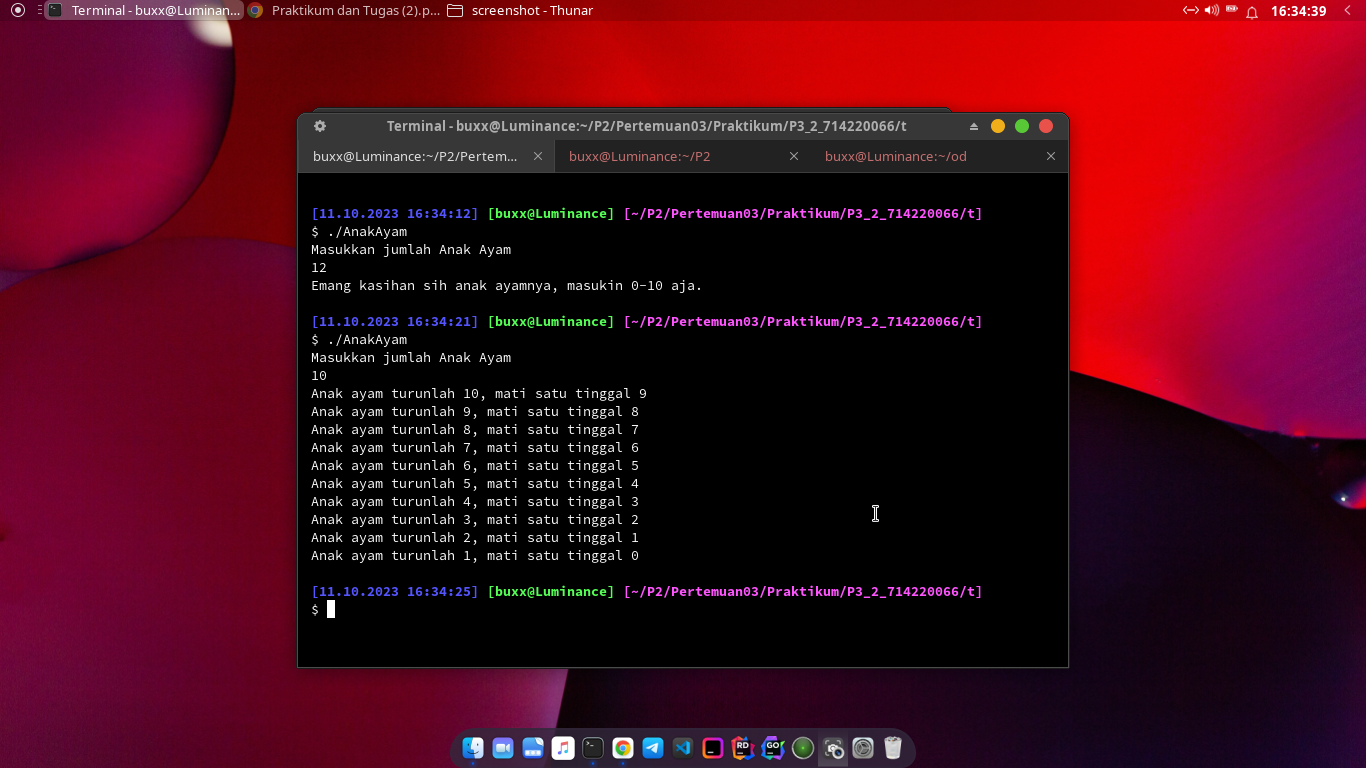 Terminal - buxx@Luminan...
Praktikum dan Tugas (2).p...
screenshot - Thunar
16:34:39
Terminal - buxx@Luminance:~/P2/Pertemuan03/Praktikum/P3_2_714220066/t
buxx@Luminance:~/P2/Pertem...
buxx@Luminance:~/P2
buxx@Luminance:~/od
[11.10.2023 16:34:12] [buxx@Luminance] [~/P2/Pertemuan03/Praktikum/P3_2_714220066/t]
$ ./AnakAyam
Masukkan jumlah Anak Ayam
12
Emang kasihan sih anak ayamnya, masukin 0-10 aja.
[11.10.2023 16:34:21] [buxx@Luminance] [~/P2/Pertemuan03/Praktikum/P3_2_714220066/t]
$ ./AnakAyam
Masukkan jumlah Anak Ayam
10
Anak ayam turunlah 10, mati satu tinggal 9
Anak ayam turunlah 9, mati satu tinggal 8
Anak ayam turunlah 8, mati satu tinggal 7
Anak ayam turunlah 7, mati satu tinggal 6
Anak ayam turunlah 6, mati satu tinggal 5
Anak ayam turunlah 5, mati satu tinggal 4
Anak ayam turunlah 4, mati satu tinggal 3
Anak ayam turunlah 3, mati satu tinggal 2
Anak ayam turunlah 2, mati satu tinggal 1
Anak ayam turunlah 1, mati satu tinggal 0
[11.10.2023 16:34:25] [buxx@Luminance] [~/P2/Pertemuan03/Praktikum/P3_2_714220066/t]
$
RD
GO